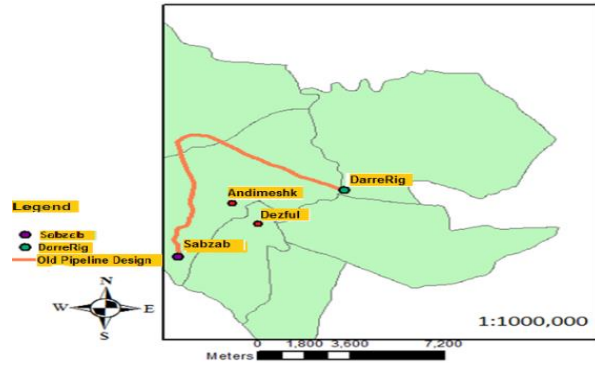 DarreRig
Andimeshk
Dezful
Sabzab
Legend
Sabzab
DarreRig
Old Pipeline Design
N
W
E
S
1:1000,000
0 1,800 3,600 7,200
Meters